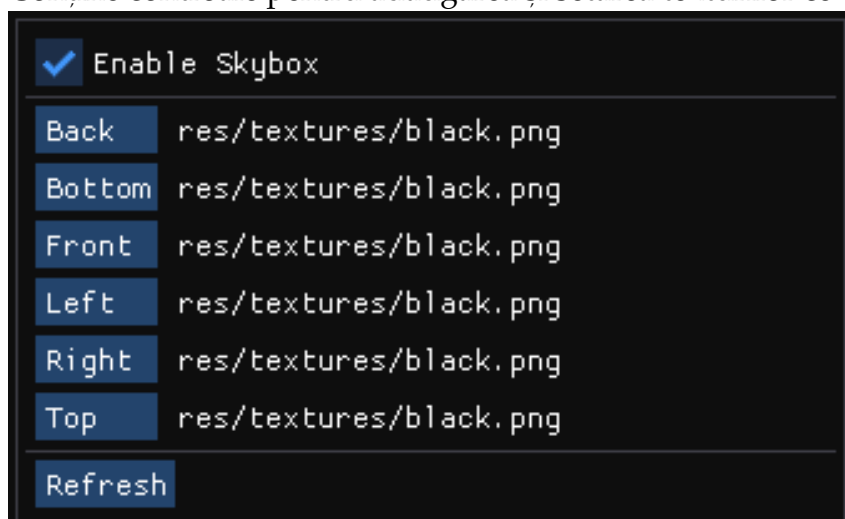 Enable Skybox
Back res/textures/black.png
Bottom res/textures/black.png
Front res/textures/black.png
Left res/textures/black.png
Right res/textures/black.png
Top res/textures/black.png
Refresh